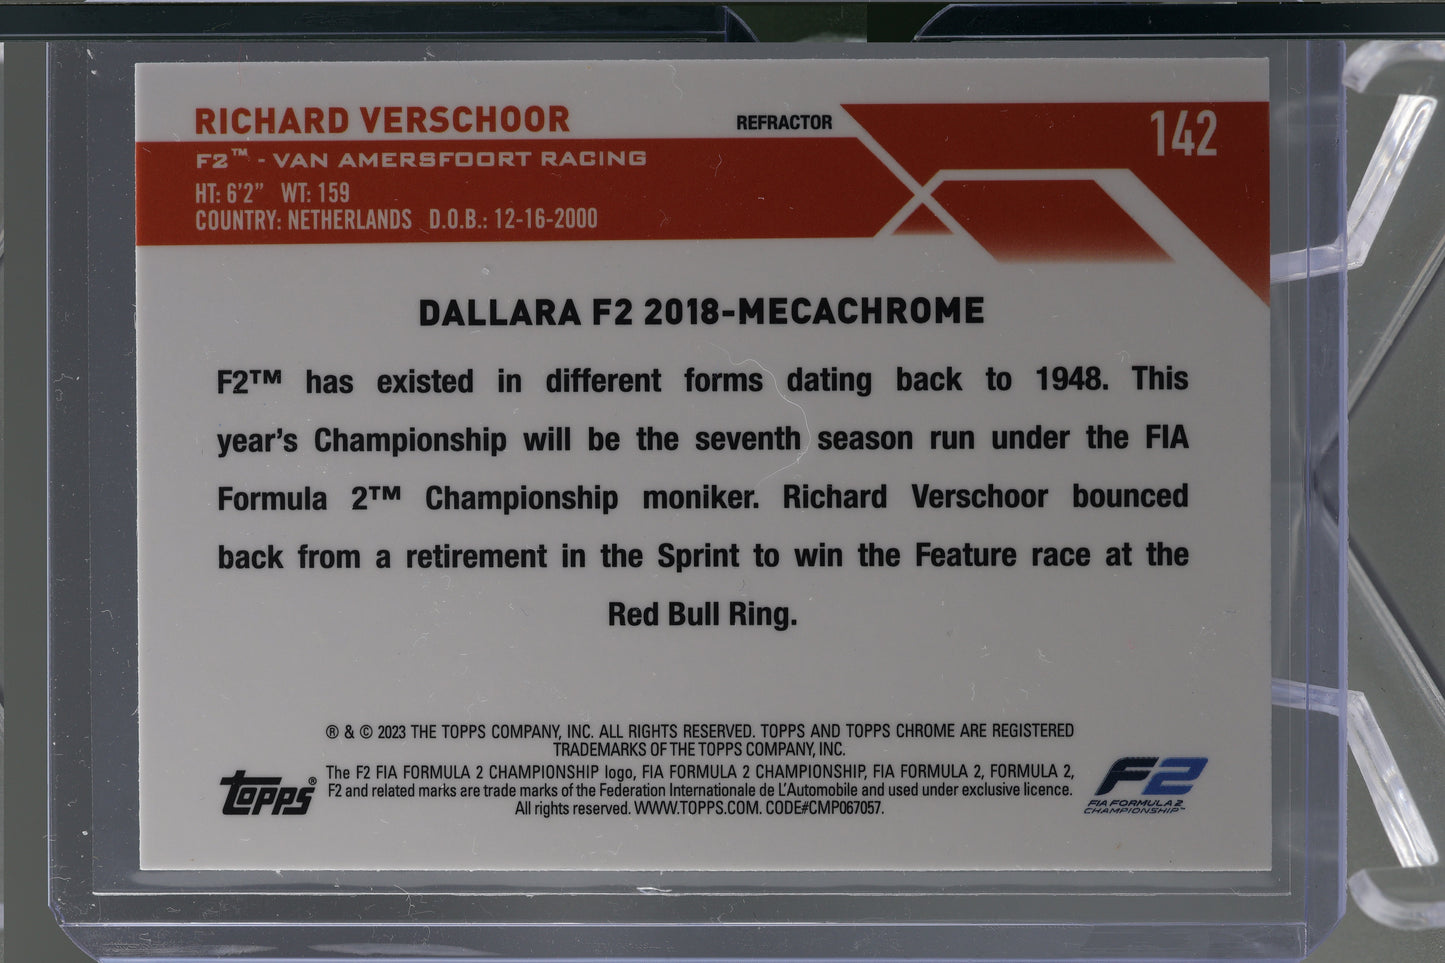 RICHARD VERSCHOOR
REFRACTOR
142
F2™ - VAN AMERSFOORT RACING
HT: 6'2" WT: 159
COUNTRY: NETHERLANDS D.O.B.: 12-16-2000
DALLARA F2 2018-MECACHROME
F2™ has existed in different forms dating back to 1948. This
year's Championship will be the seventh season run under the FIA
Formula 2™ Championship moniker. Richard Verschoor bounced
back from a retirement in the Sprint to win the Feature race at the
Red Bull Ring.
® & © 2023 THE TOPPS COMPANY, INC. ALL RIGHTS RESERVED. TOPPS AND TOPPS CHROME ARE REGISTERED
TRADEMARKS OF THE TOPPS COMPANY, INC.
The F2 FIA FORMULA 2 CHAMPIONSHIP logo, FIA FORMULA 2 CHAMPIONSHIP, FIA FORMULA 2, FORMULA 2,
F2 and related marks are trade marks of the Federation Internationale de L'Automobile and used under exclusive licence.
All rights reserved. WWW.TOPPS.COM. CODE#CMP067057.
topps®
F2
FIA FORMULA 2
CHAMPIONSHIP™